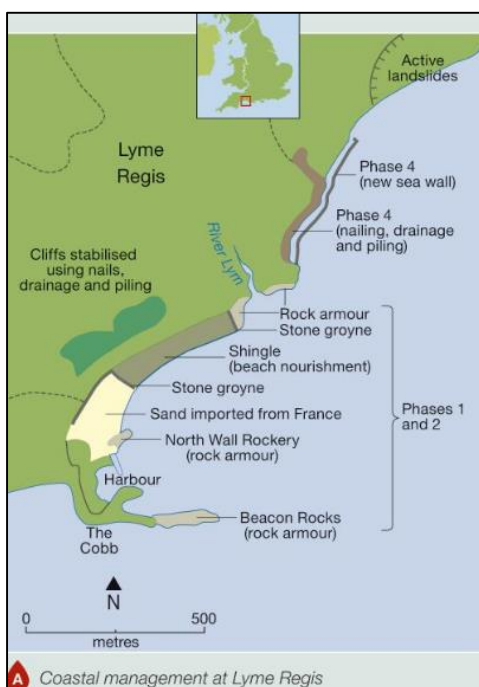 Active
landslides
Lyme
Regis
Phase 4
(new sea wall)
Phase 4
(nailing, drainage
and piling)
River Lym
Cliffs stabilised
using nails,
drainage and piling
Rock armour
Stone groyne
Shingle
(beach nourishment)
Stone groyne
Phases 1
and 2
Sand imported from France
North Wall Rockery
(rock armour)
Harbour
Beacon Rocks
(rock armour)
The
Cobb
N
0 500
metres
A Coastal management at Lyme Regis